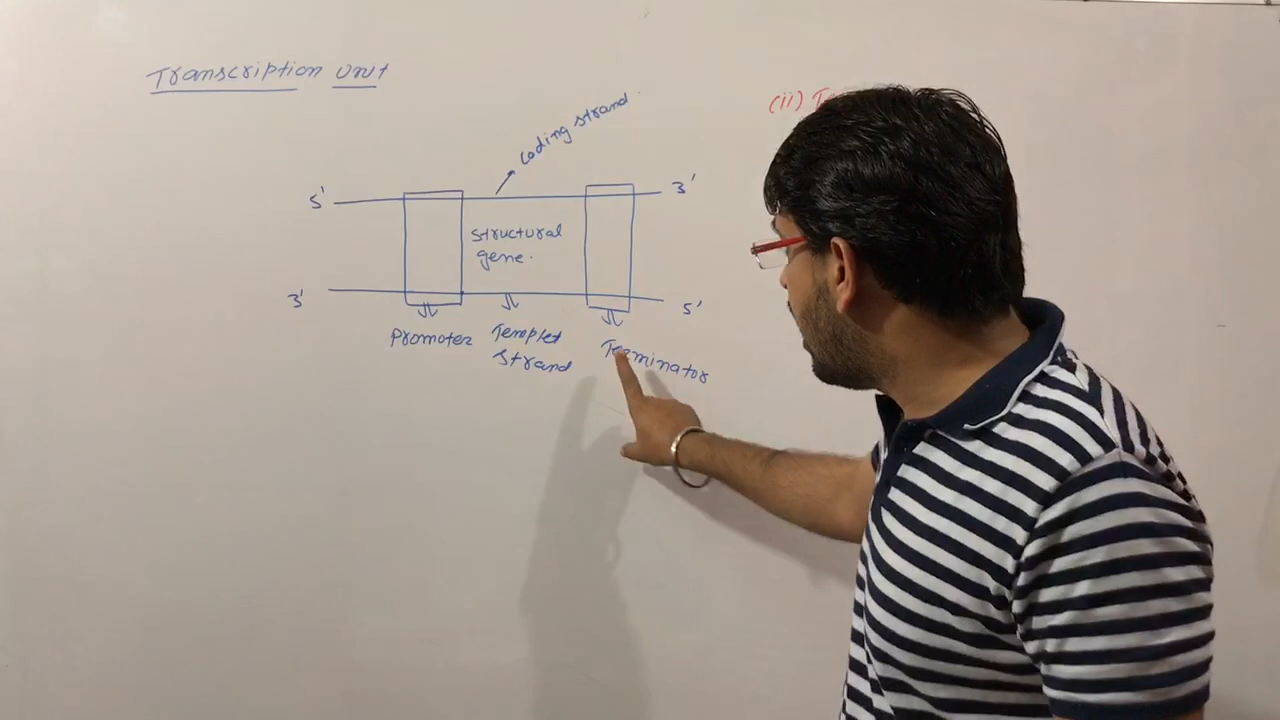 Transcription Unit
(ii)
coding strand
5' 3'
structural
gene.
3' 5'
Promoter Templet Terminator
strand